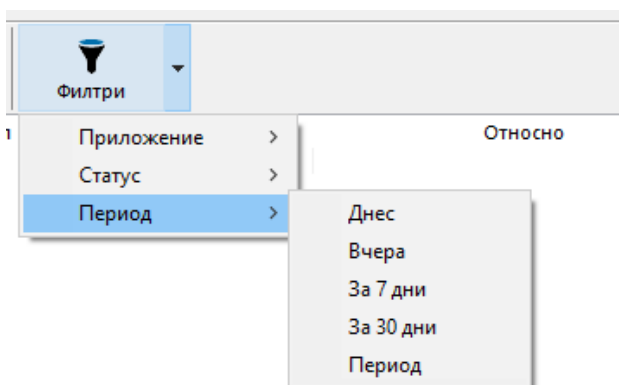 Филтри
Относно
Приложение
Статус
Период
Днес
Вчера
За 7 дни
За 30 дни
Период